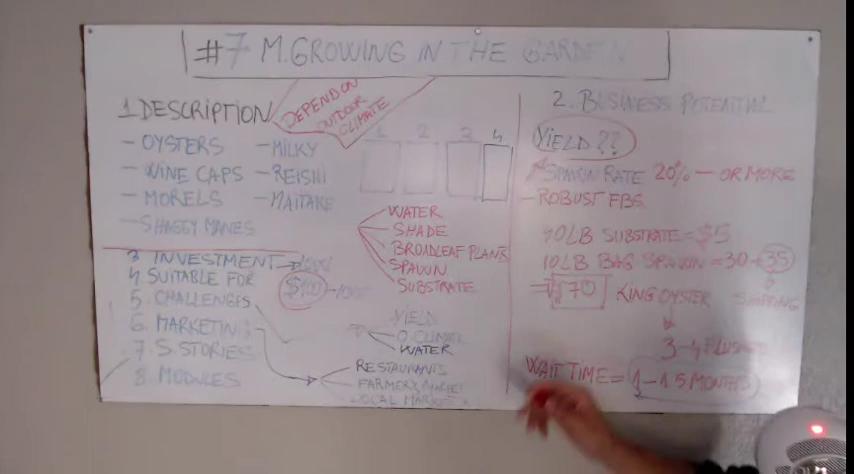 #7 M.GROWING IN THE GARDEN
1 DESCRIPTION
DEPEND ON
OUTDOOR
CLIMATE
- OYSTERS
- WINE CAPS
- MORELS
- SHAGGY MANES
- MILKY
- REISHI
- MAITAKE
1 2 3 4
WATER
SHADE
BROADLEAF PLANTS
SPAWN
SUBSTRATE
3 INVESTMENT
$100
4 SUITABLE FOR
5. CHALLENGES
6. MARKETING
7 S. STORIES
8. MODULES
YIELD
O. CLIMATE
WATER
RESTAURANTS
FARMERS MARKET
LOCAL MARKET
2. BUSINESS POTENTIAL
YIELD ??
SPAWN RATE 20% — OR MORE
- ROBUST FBS
40LB SUBSTRATE = $5
10LB BAG SPAWN = 30-35
SHIPPING
$70 KING OYSTER
3-4 FLUSHES
WAIT TIME = 1-1.5 MONTHS